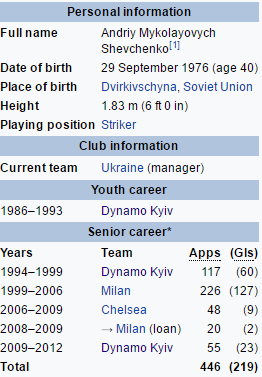 Personal information
Full name Andriy Mykolayovych
Shevchenko[1]
Date of birth 29 September 1976 (age 40)
Place of birth Dvirkivschyna, Soviet Union
Height 1.83 m (6 ft 0 in)
Playing position Striker
Club information
Current team Ukraine (manager)
Youth career
1986–1993 Dynamo Kyiv
Senior career*
Years Team Apps (Gls)
1994–1999 Dynamo Kyiv 117 (60)
1999–2006 Milan 226 (127)
2006–2009 Chelsea 48 (9)
2008–2009 → Milan (loan) 20 (2)
2009–2012 Dynamo Kyiv 55 (23)
Total 446 (219)